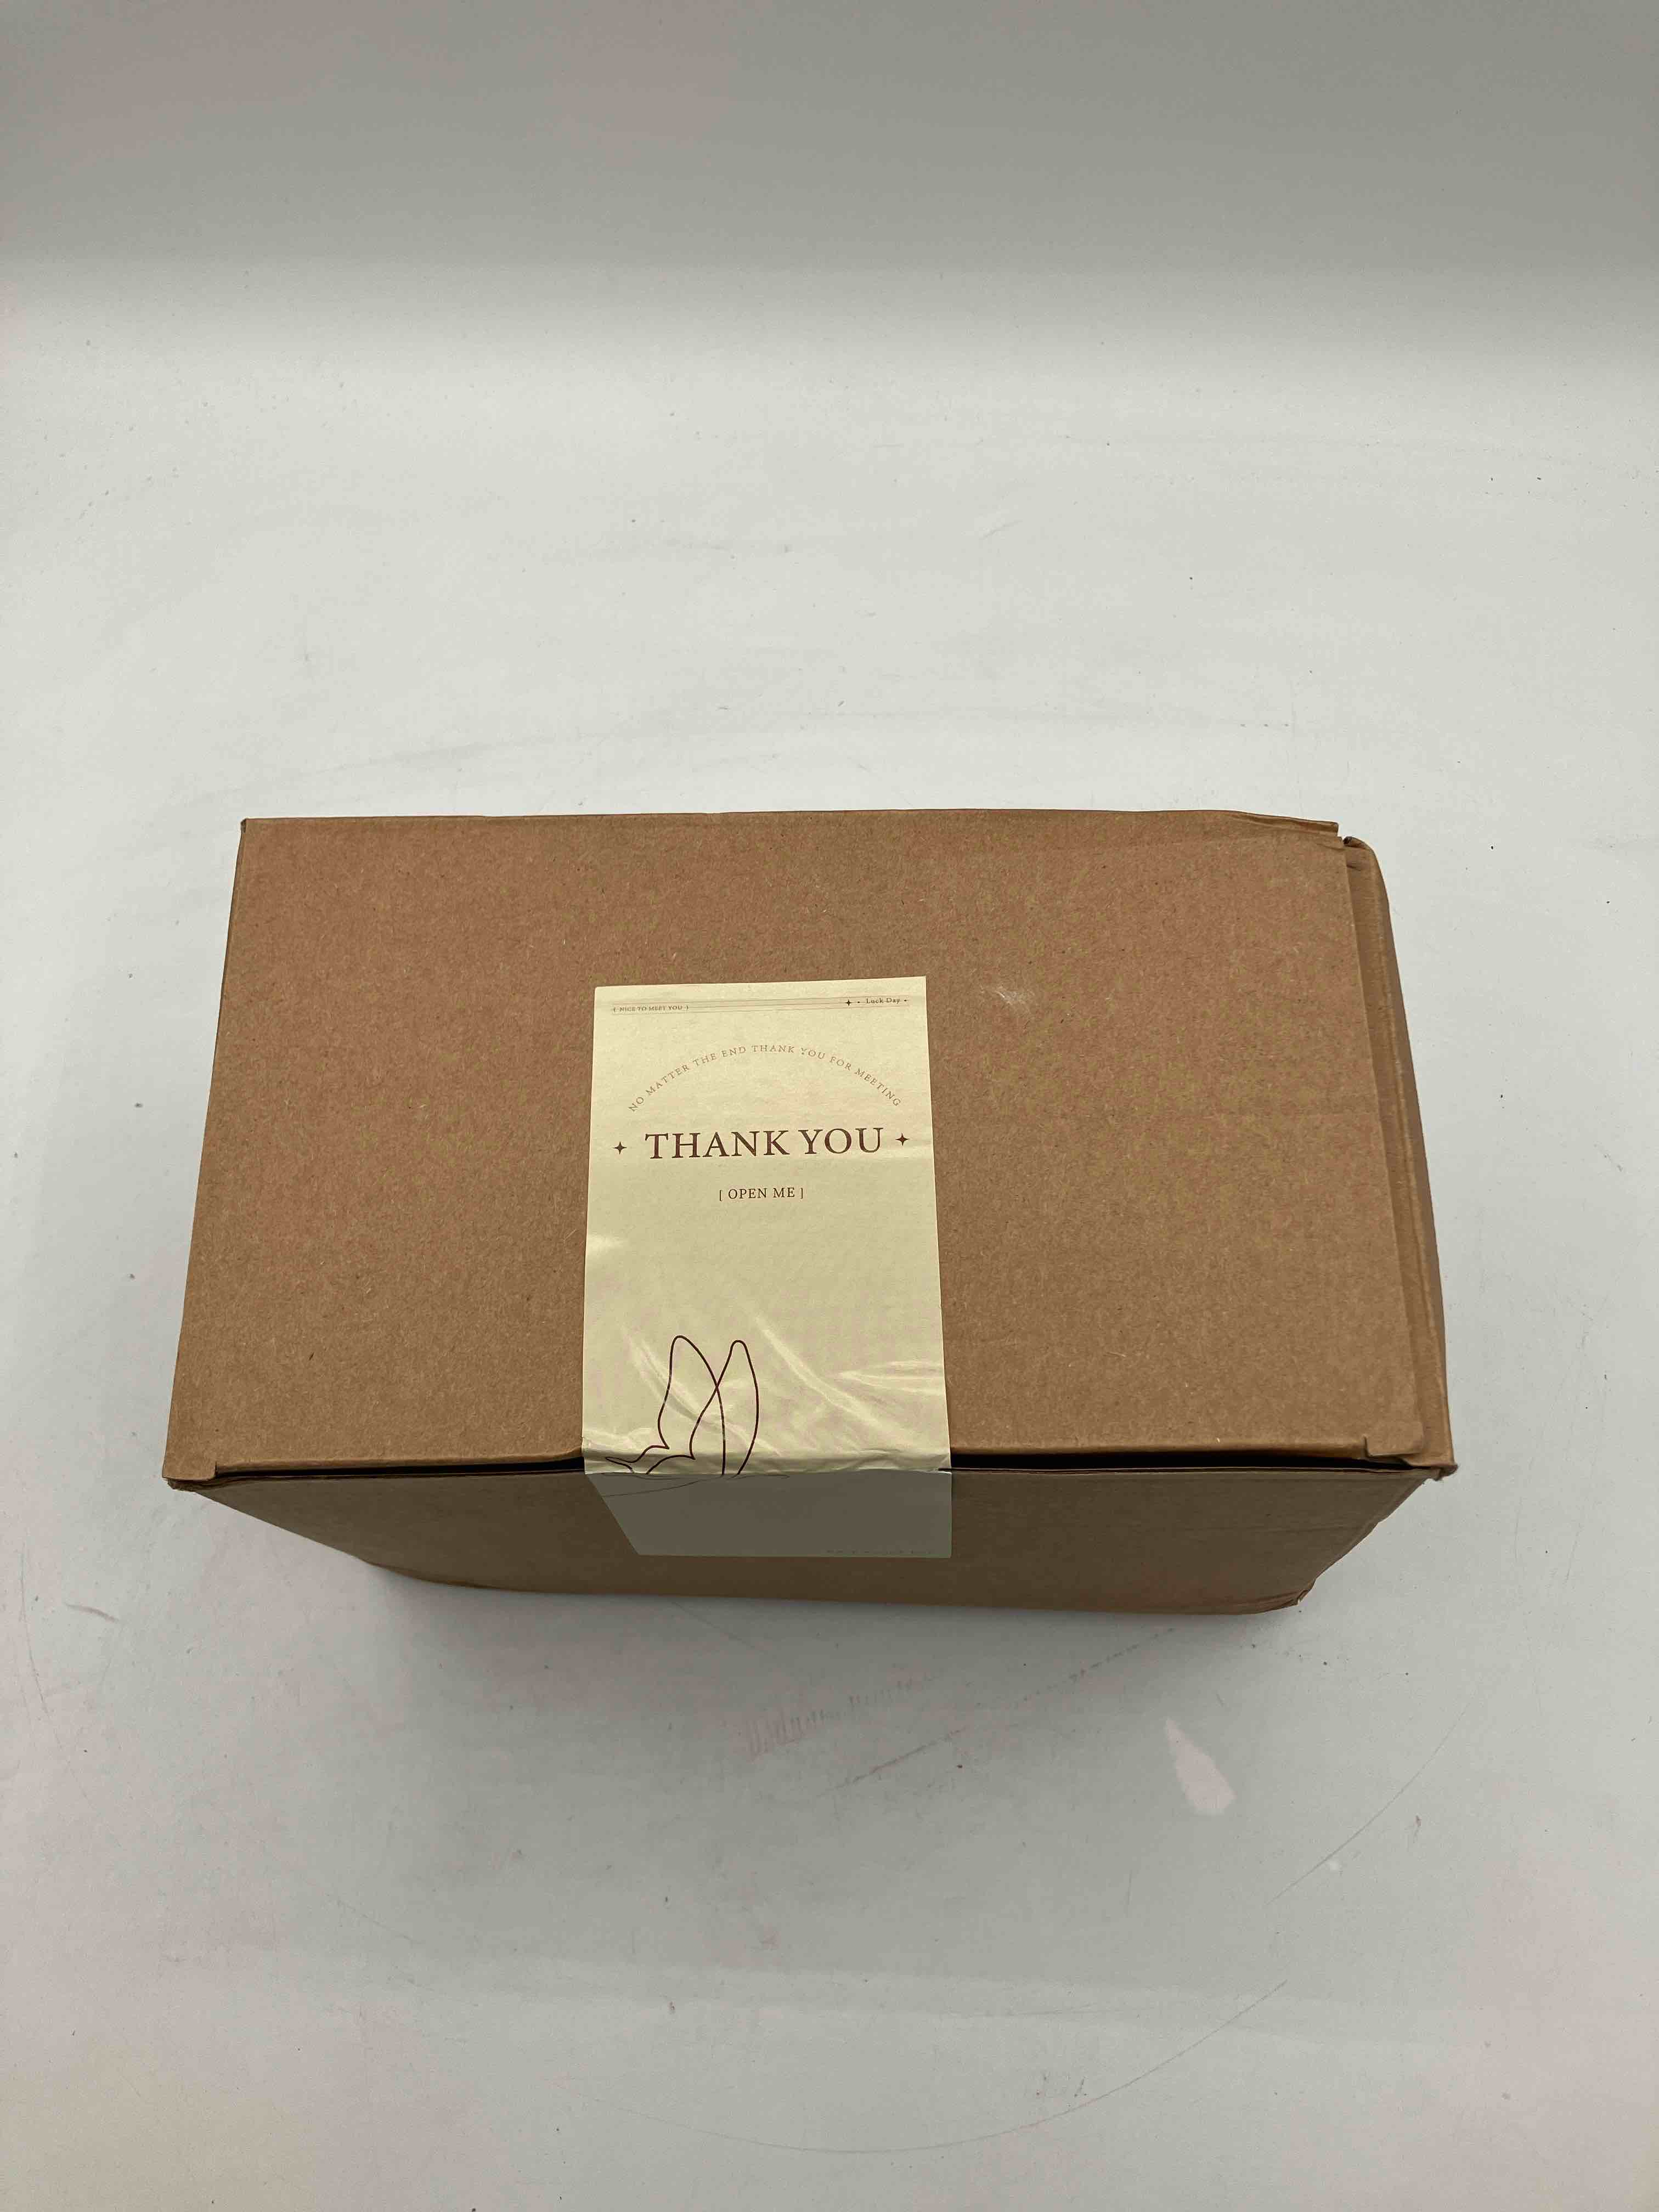 [ NICE TO MEET YOU ]
Luck Day
NO MATTER THE END THANK YOU FOR MEETING
THANK YOU
[ OPEN ME ]